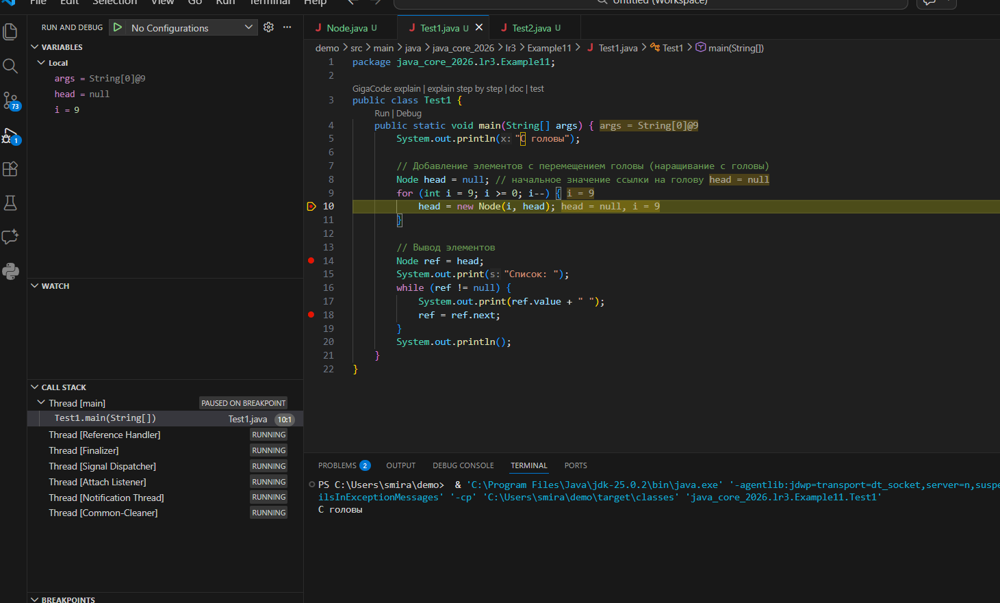 File Edit Selection View Go Run Terminal Help
Untitled (Workspace)
RUN AND DEBUG
No Configurations
VARIABLES
Local
args = String[0]@9
head = null
i = 9
73
1
WATCH
CALL STACK
Thread [main] PAUSED ON BREAKPOINT
Test1.main(String[]) Test1.java 10:1
Thread [Reference Handler] RUNNING
Thread [Finalizer] RUNNING
Thread [Signal Dispatcher] RUNNING
Thread [Attach Listener] RUNNING
Thread [Notification Thread] RUNNING
Thread [Common-Cleaner] RUNNING
BREAKPOINTS
J Node.java U
J Test1.java U
J Test2.java U
demo > src > main > java > java_core_2026 > lr3 > Example11 > J Test1.java > Test1 > main(String[])
1 package java_core_2026.lr3.Example11;
2
GigaCode: explain | explain step by step | doc | test
3 public class Test1 {
Run | Debug
4 public static void main(String[] args) { args = String[0]@9
5 System.out.println(x: "С головы");
6
7 // Добавление элементов с перемещением головы (наращивание с головы)
8 Node head = null; // начальное значение ссылки на голову head = null
9 for (int i = 9; i >= 0; i--) { i = 9
10 head = new Node(i, head); head = null, i = 9
11 }
12
13 // Вывод элементов
14 Node ref = head;
15 System.out.print(s: "Список: ");
16 while (ref != null) {
17 System.out.print(ref.value + " ");
18 ref = ref.next;
19 }
20 System.out.println();
21 }
22 }
PROBLEMS 2 OUTPUT DEBUG CONSOLE TERMINAL PORTS
PS C:\Users\smira\demo> & 'C:\Program Files\Java\jdk-25.0.2\bin\java.exe' '-agentlib:jdwp=transport=dt_socket,server=n,suspe
ilsInExceptionMessages' '-cp' 'C:\Users\smira\demo\target\classes' 'java_core_2026.lr3.Example11.Test1'
С головы